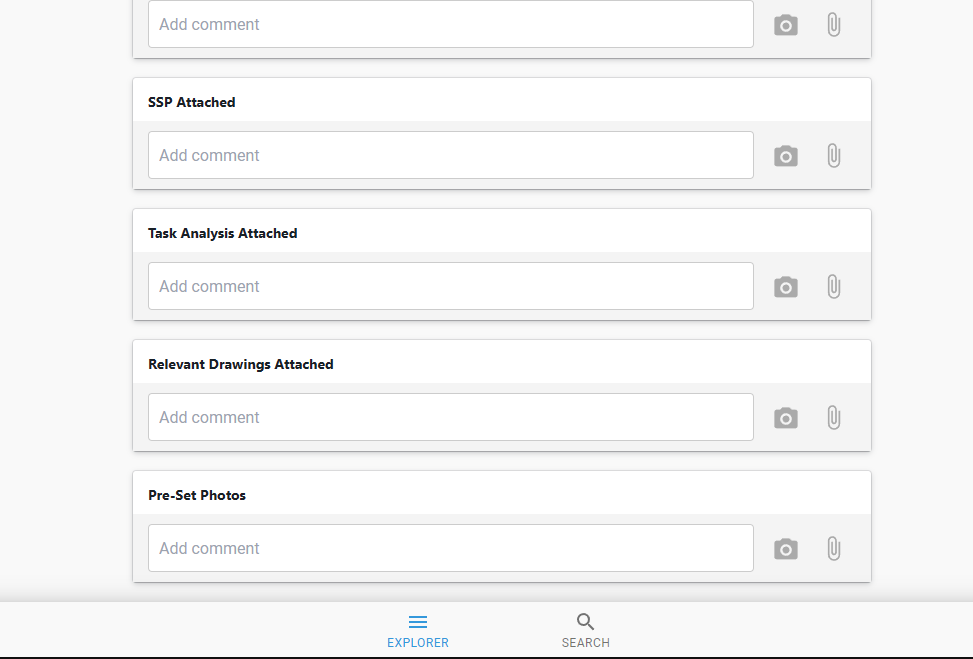 Add comment
SSP Attached
Add comment
Task Analysis Attached
Add comment
Relevant Drawings Attached
Add comment
Pre-Set Photos
Add comment
EXPLORER
SEARCH